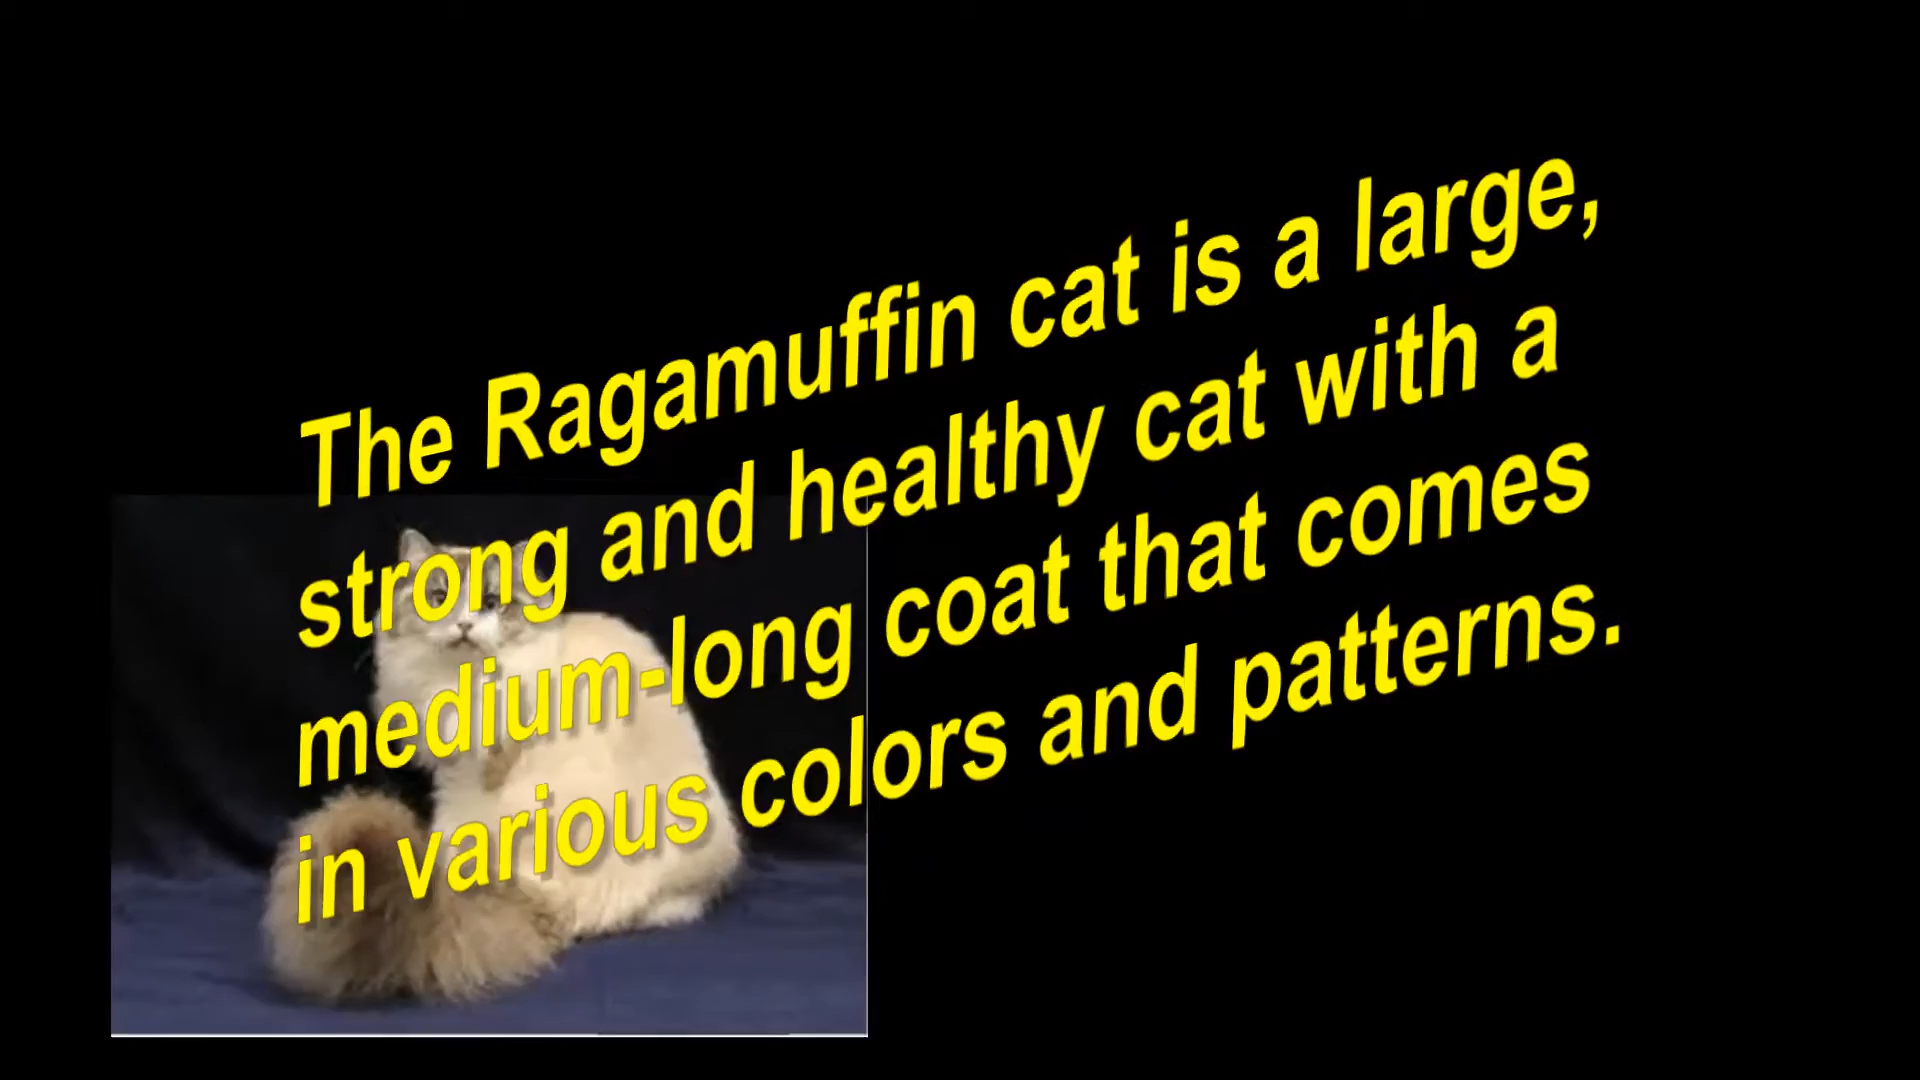 The Ragamuffin cat is a large,
strong and healthy cat with a
medium-long coat that comes
in various colors and patterns.